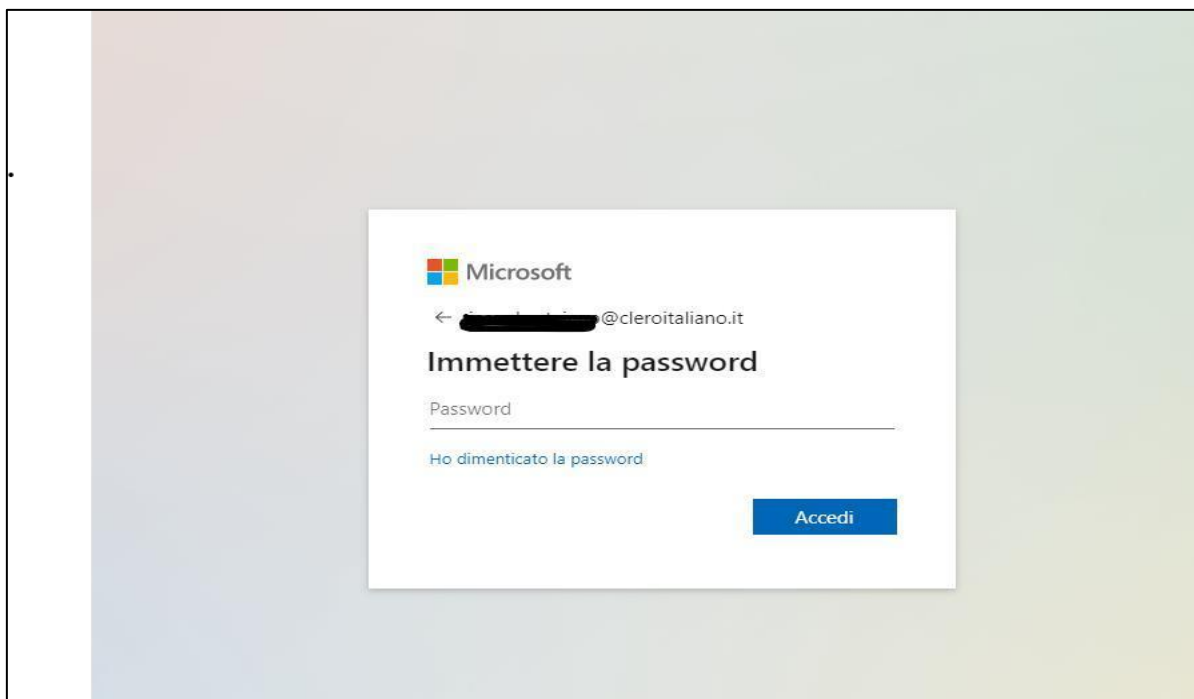 Microsoft
← @cleroitaliano.it
Immettere la password
Password
Ho dimenticato la password
Accedi